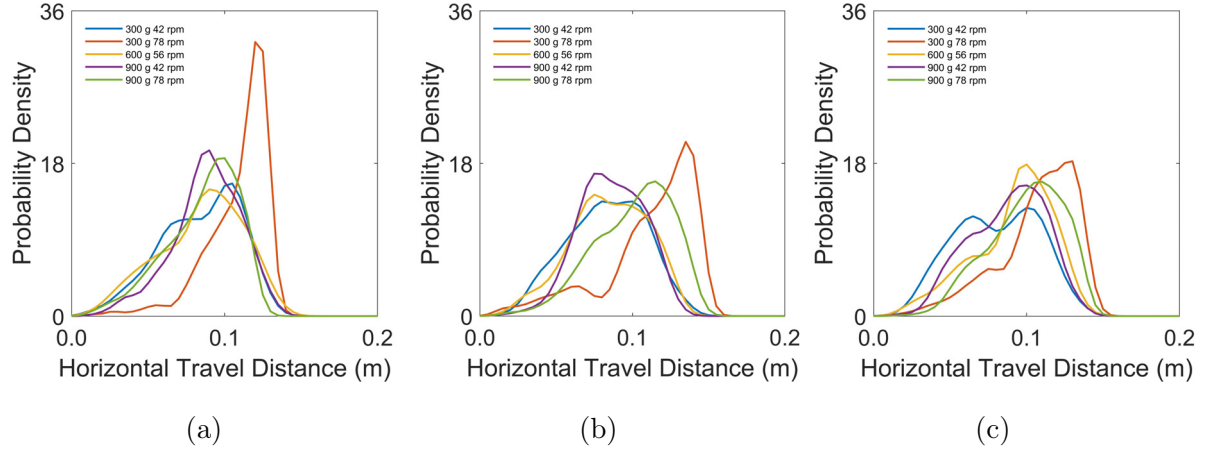 36
18
0
Probability Density
300 g 42 rpm
300 g 78 rpm
600 g 56 rpm
900 g 42 rpm
900 g 78 rpm
0.0 0.1 0.2
Horizontal Travel Distance (m)
(a)
36
18
0
Probability Density
300 g 42 rpm
300 g 78 rpm
600 g 56 rpm
900 g 42 rpm
900 g 78 rpm
0.0 0.1 0.2
Horizontal Travel Distance (m)
(b)
36
18
0
Probability Density
300 g 42 rpm
300 g 78 rpm
600 g 56 rpm
900 g 42 rpm
900 g 78 rpm
0.0 0.1 0.2
Horizontal Travel Distance (m)
(c)